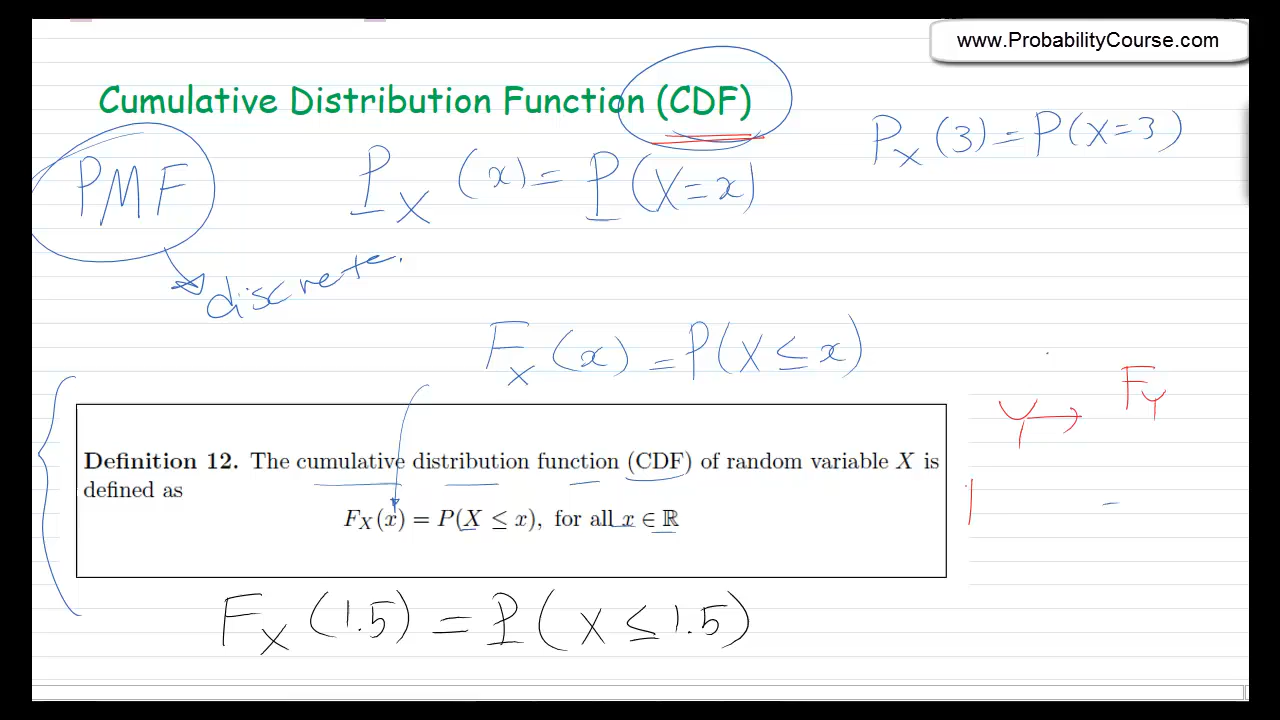 www.ProbabilityCourse.com
Cumulative Distribution Function (CDF)
P_X(3) = P(X=3)
PMF
P_X(x) = P(X=x)
discrete.
F_X(x) = P(X ≤ x)
Y → F_Y
Definition 12. The cumulative distribution function (CDF) of random variable X is
defined as
F_X(x) = P(X ≤ x), for all x ∈ ℝ
F_X(1.5) = P(X ≤ 1.5)